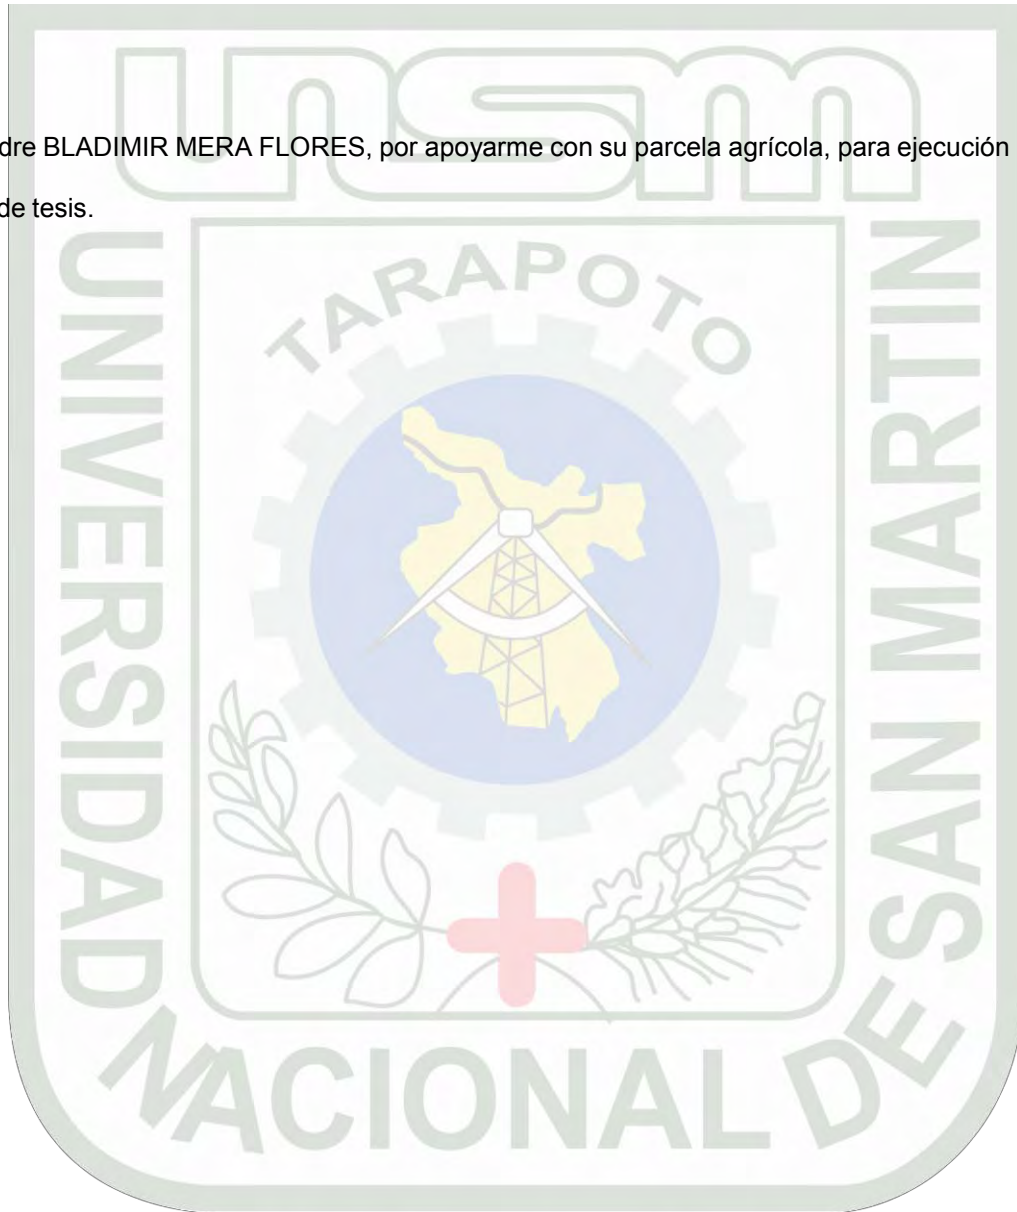 unsm
dre BLADIMIR MERA FLORES, por apoyarme con su parcela agrícola, para ejecución
de tesis.
TARAPOTO
UNIVERSIDAD NACIONAL DE SAN MARTIN